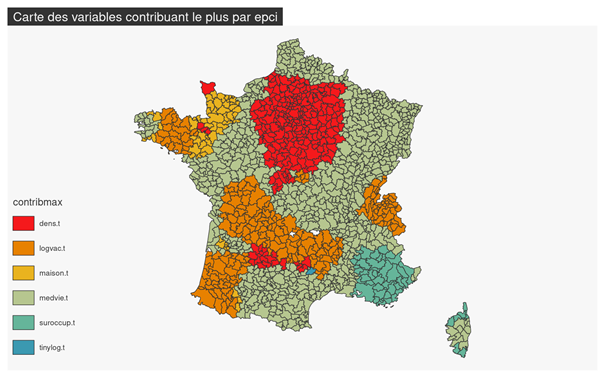 Carte des variables contribuant le plus par epci
contribmax
dens.t
logvac.t
maison.t
medvie.t
suroccup.t
tinylog.t